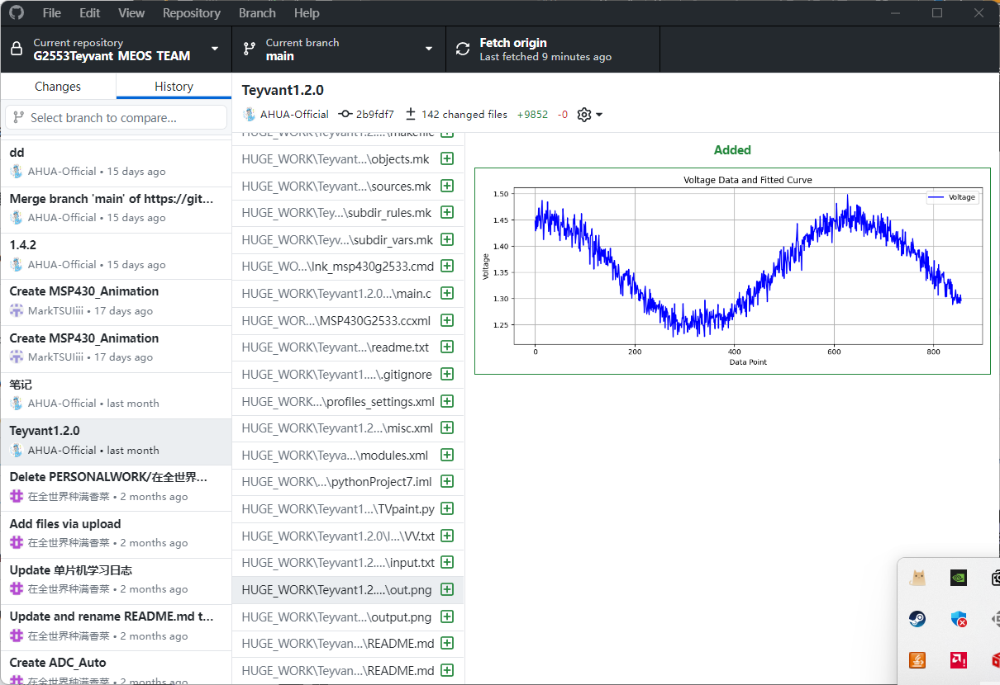 File Edit View Repository Branch Help
Current repository
G2553Teyvant_MEOS_TEAM
Current branch
main
Fetch origin
Last fetched 9 minutes ago
Changes
History
Select branch to compare...
dd
AHUA-Official • 15 days ago
Merge branch 'main' of https://git...
AHUA-Official • 15 days ago
1.4.2
AHUA-Official • 15 days ago
Create MSP430_Animation
MarkTSUIiii • 17 days ago
Create MSP430_Animation
MarkTSUIiii • 17 days ago
笔记
AHUA-Official • last month
Teyvant1.2.0
AHUA-Official • last month
Delete PERSONALWORK/在全世界...
在全世界种满香菜 • 2 months ago
Add files via upload
在全世界种满香菜 • 2 months ago
Update 单片机学习日志
在全世界种满香菜 • 2 months ago
Update and rename README.md t...
在全世界种满香菜 • 2 months ago
Create ADC_Auto
在全世界种满香菜 • 2 months ago
Teyvant1.2.0
AHUA-Official 2b9fdf7 142 changed files +9852 -0
HUGE_WORK\Teyvant1.2....\makefile
HUGE_WORK\Teyvant...\objects.mk
HUGE_WORK\Teyvant...\sources.mk
HUGE_WORK\Tey...\subdir_rules.mk
HUGE_WORK\Teyv...\subdir_vars.mk
HUGE_WO...\lnk_msp430g2533.cmd
HUGE_WORK\Teyvant1.2.0...\main.c
HUGE_WOR...\MSP430G2533.ccxml
HUGE_WORK\Teyvant...\readme.txt
HUGE_WORK\Teyvant1....\.gitignore
HUGE_WORK...\profiles_settings.xml
HUGE_WORK\Teyvant1.2...\misc.xml
HUGE_WORK\Teyva...\modules.xml
HUGE_WORK\...\pythonProject7.iml
HUGE_WORK\Teyvant1...\TVpaint.py
HUGE_WORK\Teyvant1.2.0\I...\VV.txt
HUGE_WORK\Teyvant1.2....\input.txt
HUGE_WORK\Teyvant1.2....\out.png
HUGE_WORK\Teyvant...\output.png
HUGE_WORK\Teyvan...\README.md
HUGE_WORK\Teyvan...\README.md
Added
Voltage Data and Fitted Curve
Voltage
1.50
1.45
1.40
1.35
1.30
1.25
Voltage
0 200 400 600 800
Data Point